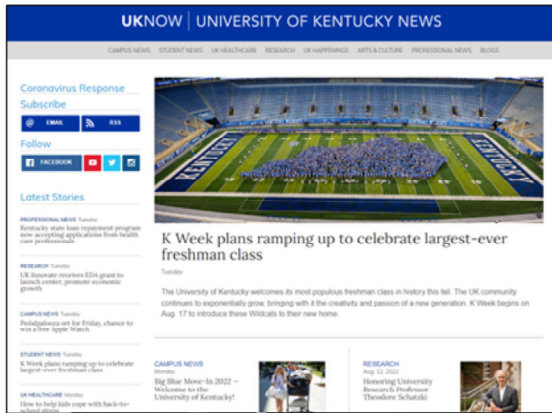 UKNOW | UNIVERSITY OF KENTUCKY NEWS
CAMPUS NEWS STUDENT NEWS UK HEALTHCARE RESEARCH UK HAPPENINGS ARTS & CULTURE PROFESSIONAL NEWS BLOGS
Coronavirus Response
Subscribe
EMAIL RSS
Follow
FACEBOOK
Latest Stories
PROFESSIONAL NEWS Tuesday
Kentucky state loan repayment program
now accepting applications from health
care professionals
RESEARCH Tuesday
UK Innovate receives EDA grant to
launch center, promote economic
growth
CAMPUS NEWS Tuesday
Pedalpalooza set for Friday, chance to
win a free Apple Watch
STUDENT NEWS Tuesday
K Week plans ramping up to celebrate
largest-ever freshman class
UK HEALTHCARE Monday
How to help kids cope with back-to-
school stress
KENTUCKY
KENTUCKY
K Week plans ramping up to celebrate largest-ever
freshman class
Tuesday
The University of Kentucky welcomes its most populous freshman class in history this fall. The UK community
continues to exponentially grow, bringing with it the creativity and passion of a new generation. K Week begins on
Aug. 17 to introduce these Wildcats to their new home.
CAMPUS NEWS
Monday
Big Blue Move-In 2022 —
Welcome to the
University of Kentucky!
RESEARCH
Aug. 12, 2022
Honoring University
Research Professor
Theodore Schatzki